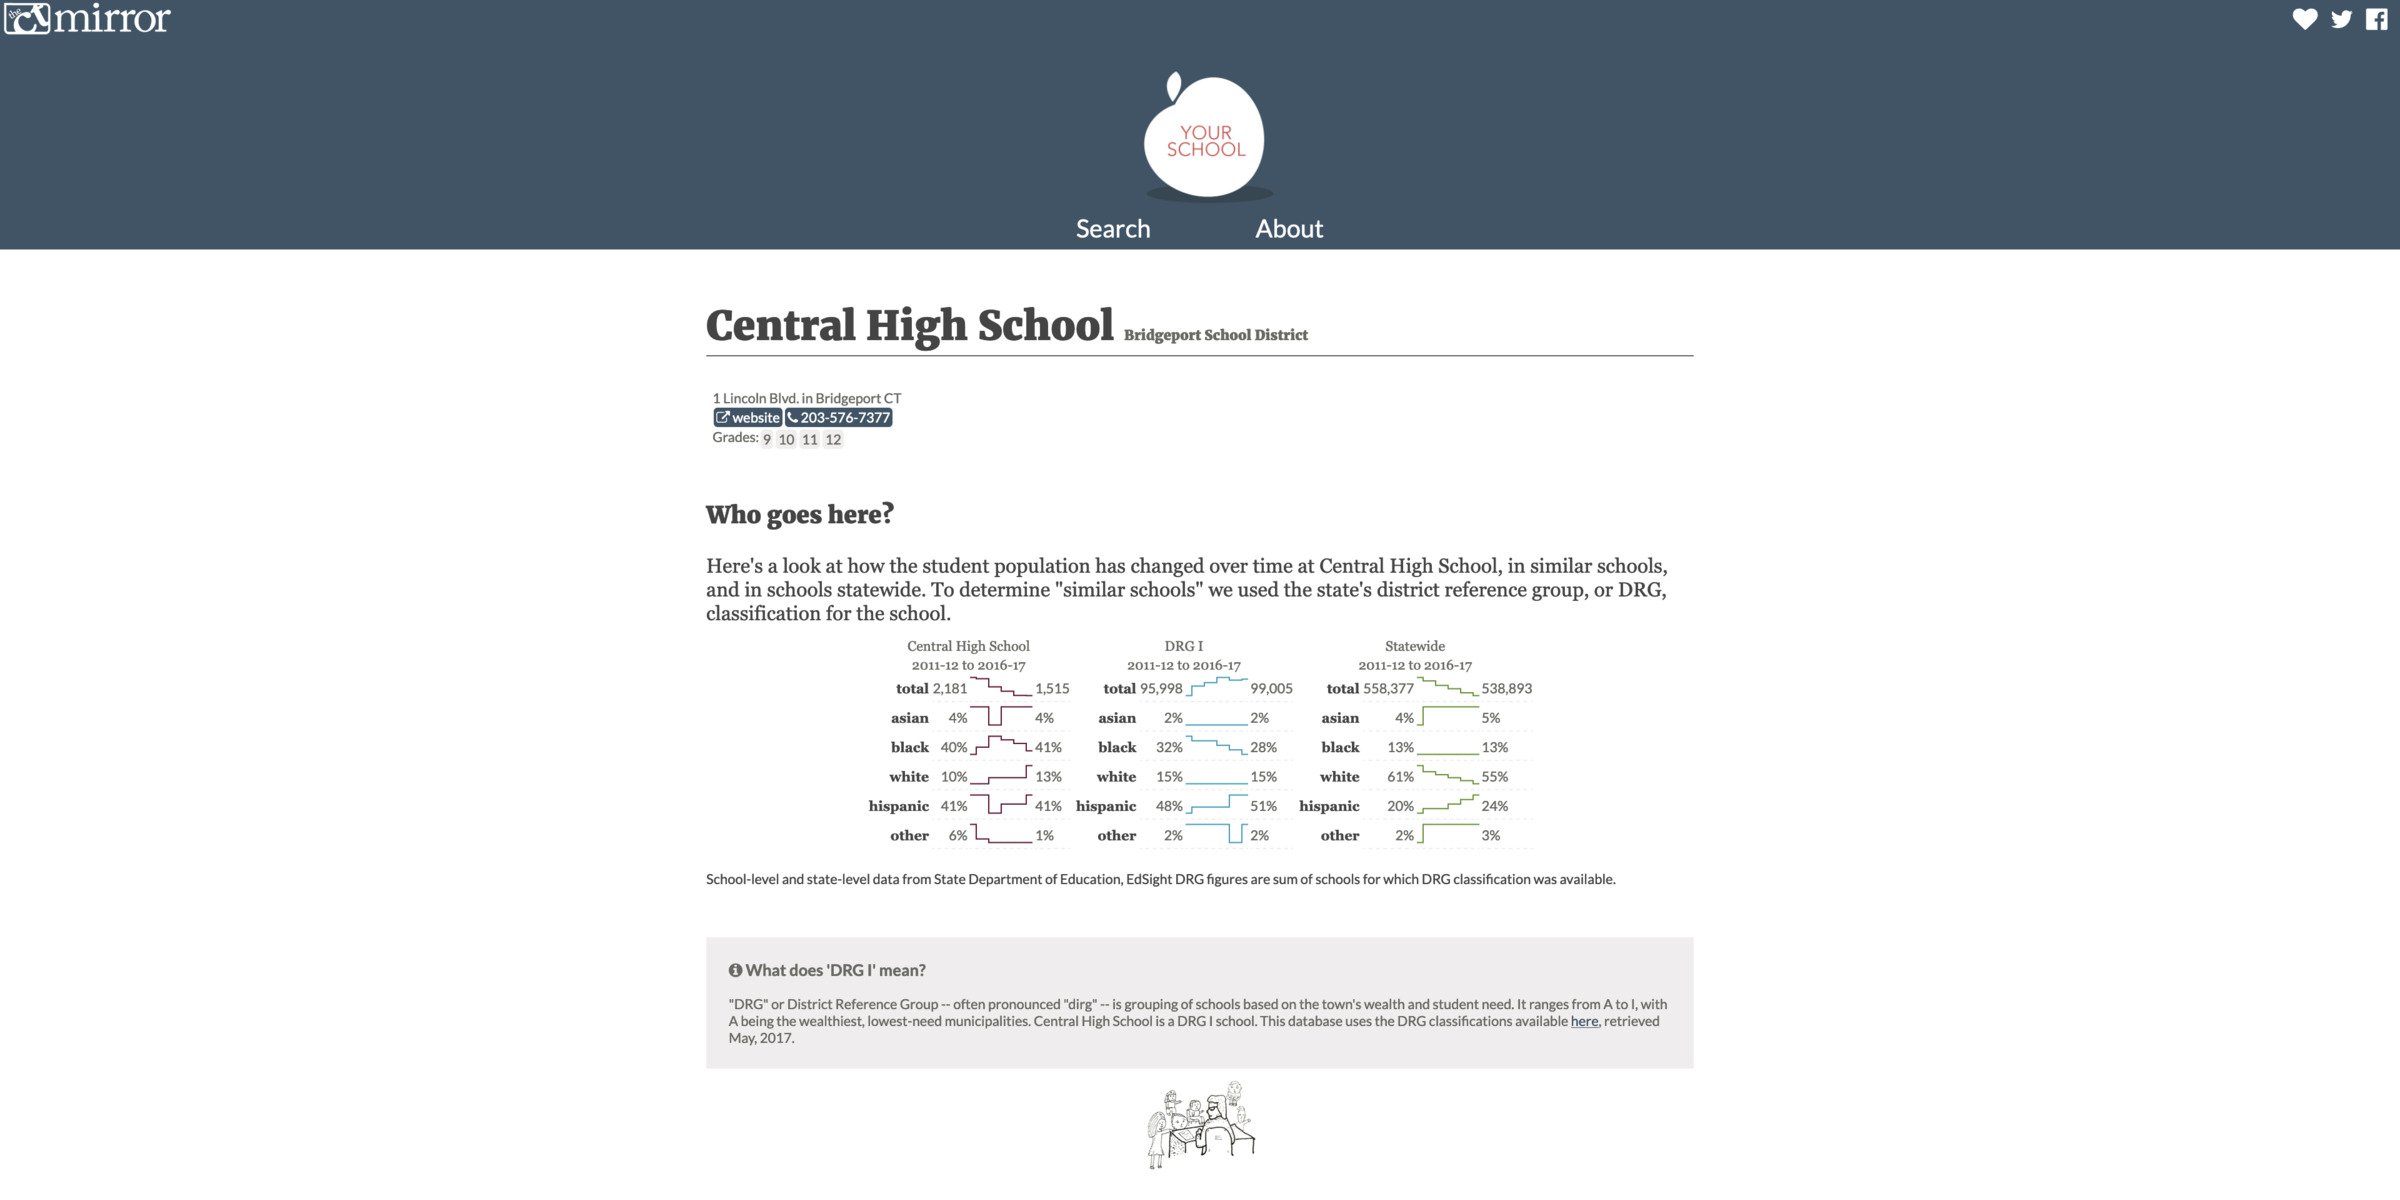 the ct mirror
YOUR
SCHOOL
Search About
Central High School Bridgeport School District
1 Lincoln Blvd. in Bridgeport CT
website 203-576-7377
Grades: 9 10 11 12
Who goes here?
Here's a look at how the student population has changed over time at Central High School, in similar schools,
and in schools statewide. To determine "similar schools" we used the state's district reference group, or DRG,
classification for the school.
Central High School DRG I Statewide
2011-12 to 2016-17 2011-12 to 2016-17 2011-12 to 2016-17
total 2,181 1,515 total 95,998 99,005 total 558,377 538,893
asian 4% 4% asian 2% 2% asian 4% 5%
black 40% 41% black 32% 28% black 13% 13%
white 10% 13% white 15% 15% white 61% 55%
hispanic 41% 41% hispanic 48% 51% hispanic 20% 24%
other 6% 1% other 2% 2% other 2% 3%
School-level and state-level data from State Department of Education, EdSight DRG figures are sum of schools for which DRG classification was available.
What does 'DRG I' mean?
"DRG" or District Reference Group -- often pronounced "dirg" -- is grouping of schools based on the town's wealth and student need. It ranges from A to I, with
A being the wealthiest, lowest-need municipalities. Central High School is a DRG I school. This database uses the DRG classifications available here, retrieved
May, 2017.